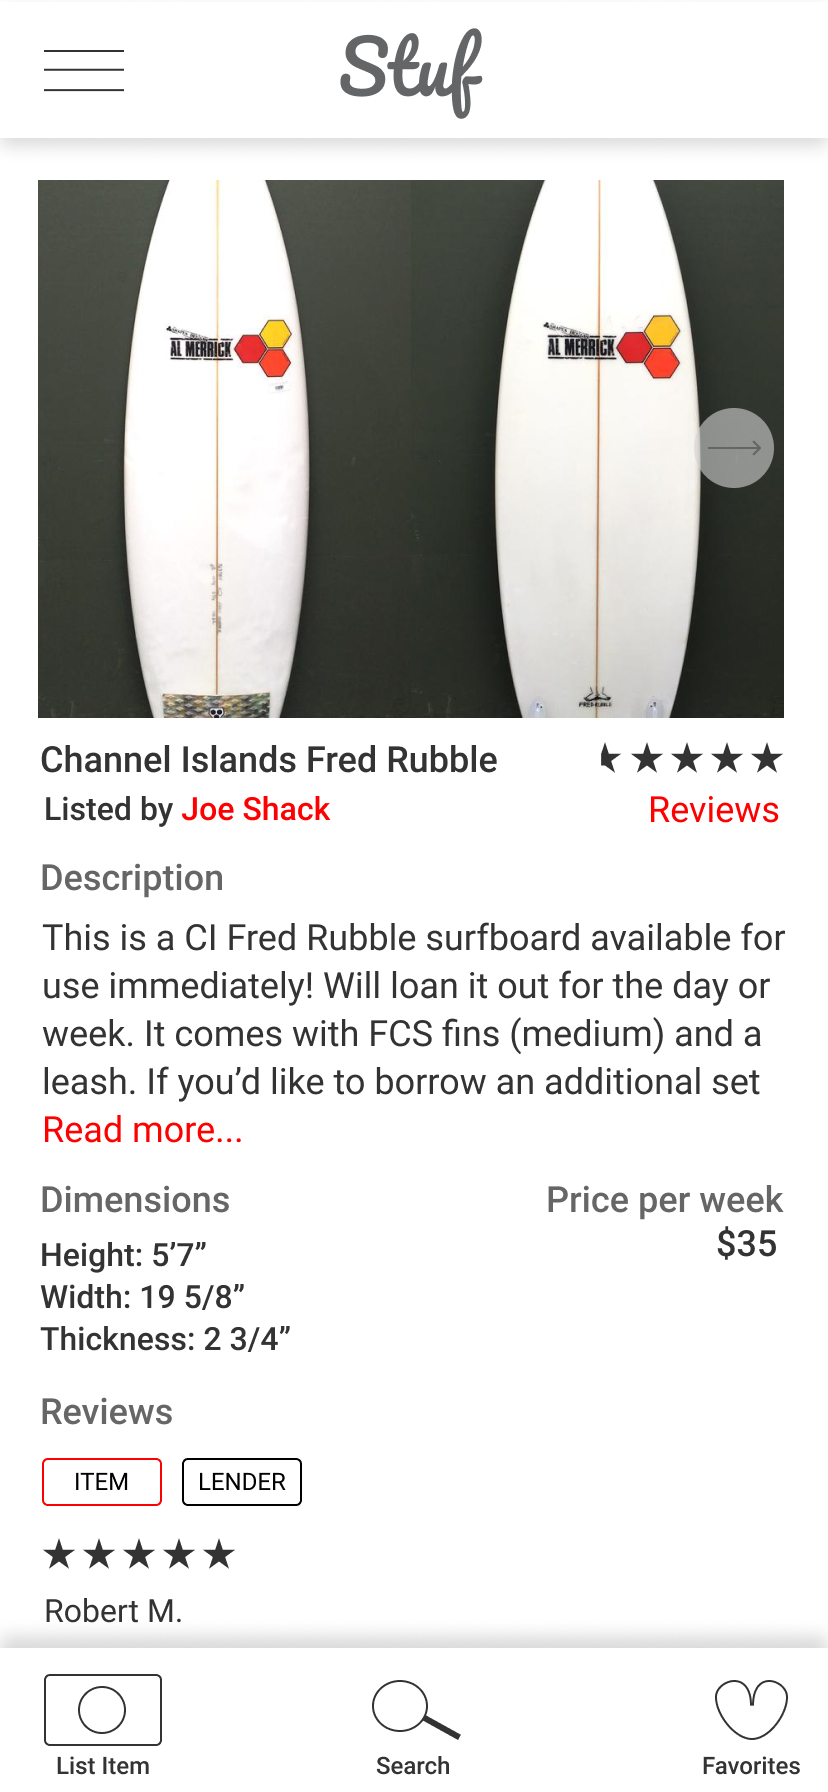 Stuf
AL MERRICK
AL MERRICK
Channel Islands Fred Rubble
Listed by Joe Shack
Reviews
Description
This is a CI Fred Rubble surfboard available for
use immediately! Will loan it out for the day or
week. It comes with FCS fins (medium) and a
leash. If you’d like to borrow an additional set
Read more...
Dimensions
Price per week
$35
Height: 5’7”
Width: 19 5/8”
Thickness: 2 3/4”
Reviews
ITEM
LENDER
Robert M.
List Item
Search
Favorites